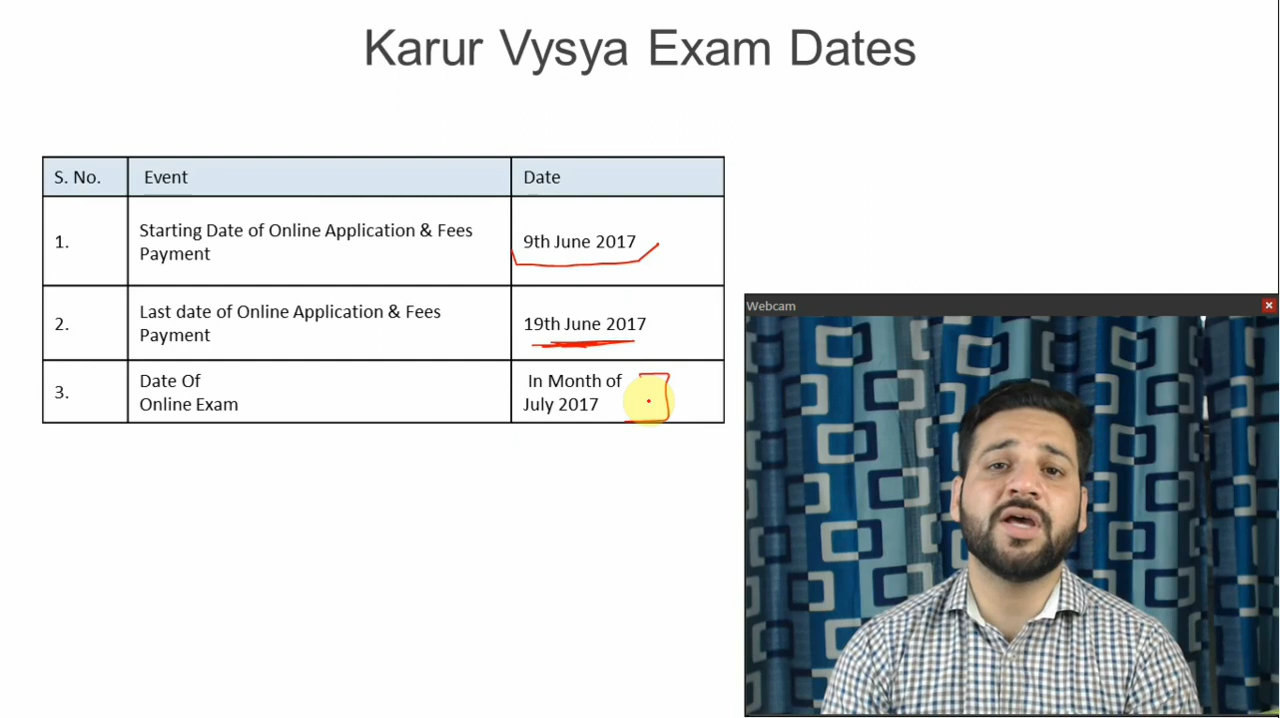 Karur Vysya Exam Dates
S. No. Event Date
1. Starting Date of Online Application & Fees Payment 9th June 2017
2. Last date of Online Application & Fees Payment 19th June 2017
3. Date Of Online Exam In Month of July 2017
Webcam